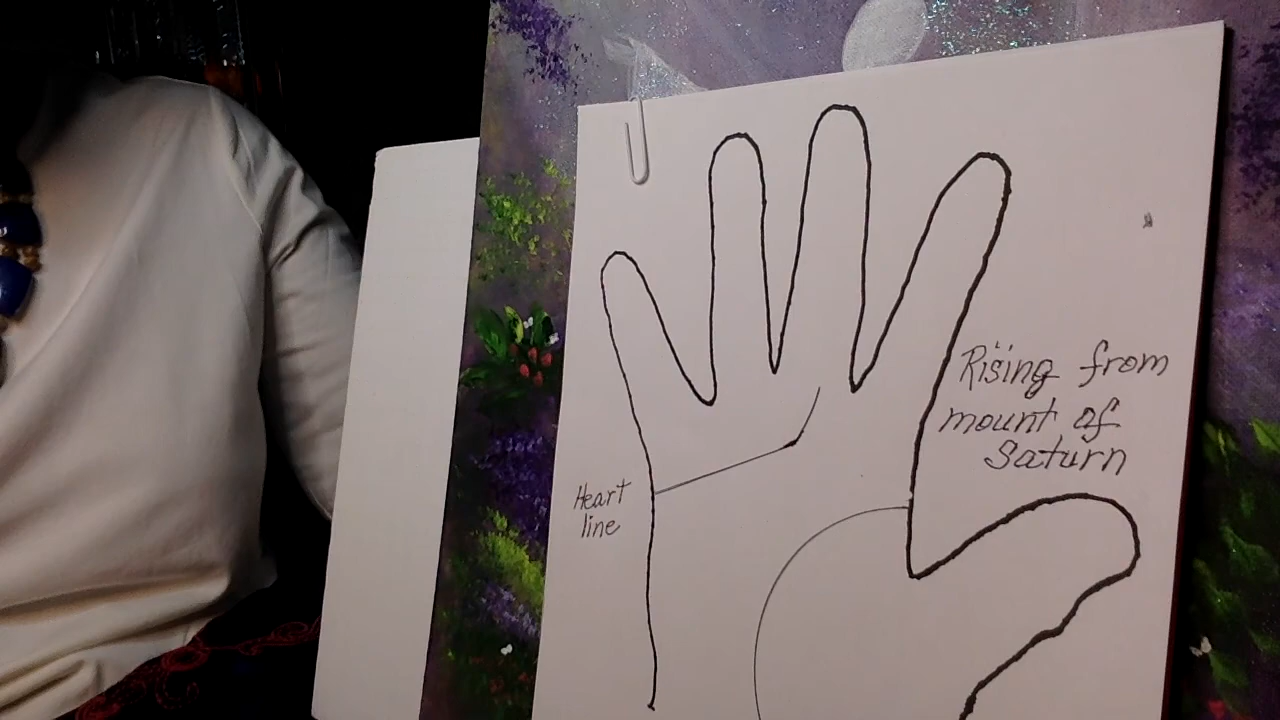 Rising from
mount of
Saturn
Heart
line